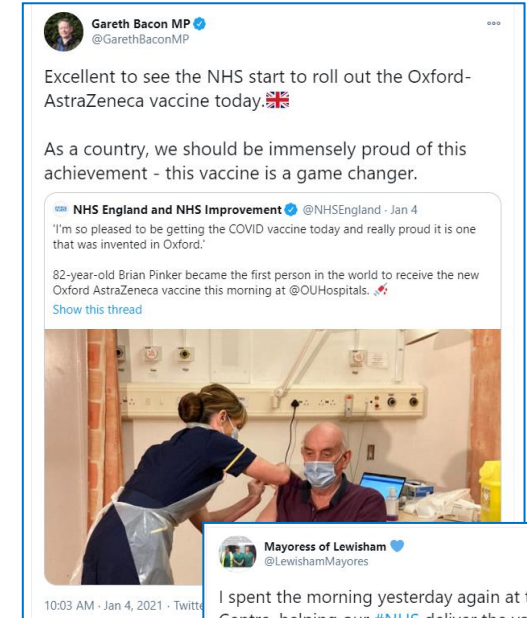 Gareth Bacon MP
@GarethBaconMP
Excellent to see the NHS start to roll out the Oxford-
AstraZeneca vaccine today.🇬🇧
As a country, we should be immensely proud of this
achievement - this vaccine is a game changer.
NHS England and NHS Improvement @NHSEngland · Jan 4
'I'm so pleased to be getting the COVID vaccine today and really proud it is one
that was invented in Oxford.'
82-year-old Brian Pinker became the first person in the world to receive the new
Oxford AstraZeneca vaccine this morning at @OUHospitals. 💉
Show this thread
10:03 AM · Jan 4, 2021 · Twitte
Mayoress of Lewisham 💙
@LewishamMayores
I spent the morning yesterday again at
Centre, helping our #NHS deliver the